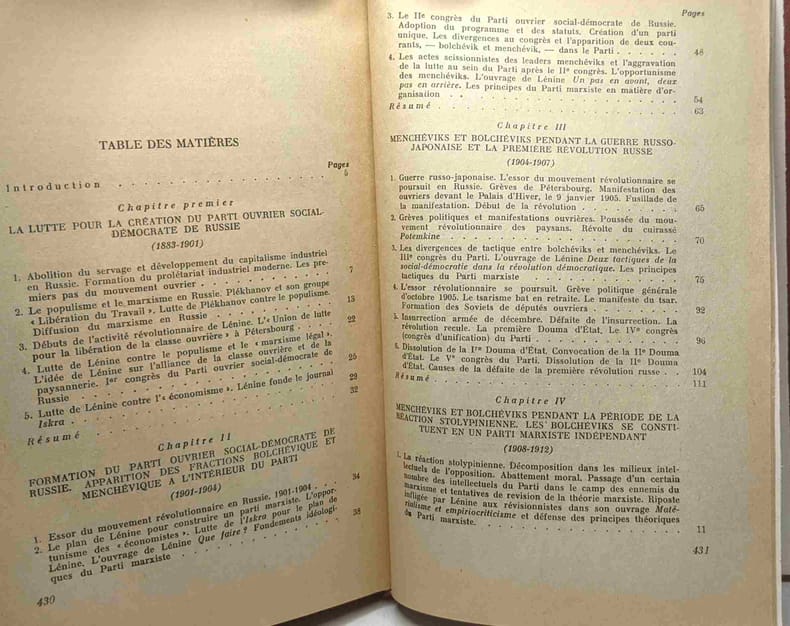 TABLE DES MATIÈRES
Pages
Introduction . . . . . . . . . . . . . . . . 5
Chapitre premier
LA LUTTE POUR LA CRÉATION DU PARTI OUVRIER SOCIAL-
DÉMOCRATE DE RUSSIE
(1883-1901)
1. Abolition du servage et développement du capitalisme industriel
en Russie. Formation du prolétariat industriel moderne. Les pre-
miers pas du mouvement ouvrier . . . . . . . . . 7
2. Le populisme et le marxisme en Russie. Plékhanov et son groupe
« Libération du Travail ». Lutte de Plékhanov contre le populisme.
Diffusion du marxisme en Russie . . . . . . . . . 13
3. Débuts de l'activité révolutionnaire de Lénine. L'« Union de lutte
pour la libération de la classe ouvrière » à Pétersbourg . . . . 22
4. Lutte de Lénine contre le populisme et le « marxisme légal ».
L'idée de Lénine sur l'alliance de la classe ouvrière et de la
paysannerie. Ier congrès du Parti ouvrier social-démocrate de
Russie . . . . . . . . . . . . . . . . 25
5. Lutte de Lénine contre l'« économisme ». Lénine fonde le journal
Iskra . . . . . . . . . . . . . . . . 29
Résumé . . . . . . . . . . . . . . . . 32
Chapitre II
FORMATION DU PARTI OUVRIER SOCIAL-DÉMOCRATE DE
RUSSIE. APPARITION DES FRACTIONS BOLCHÉVIQUE ET
MENCHÉVIQUE A L'INTÉRIEUR DU PARTI
(1901-1904)
1. Essor du mouvement révolutionnaire en Russie. 1901-1904 . . . 34
2. Le plan de Lénine pour construire un parti marxiste. L'oppor-
tunisme des « économistes ». Lutte de l'Iskra pour le plan de
Lénine. L'ouvrage de Lénine Que faire ? Fondements idéologi-
ques du Parti marxiste . . . . . . . . . . . . 38
430
Pages
3. Le IIe congrès du Parti ouvrier social-démocrate de Russie.
Adoption du programme et des statuts. Création d'un parti
unique. Les divergences au congrès et l'apparition de deux cou-
rants, — bolchévik et menchévik, — dans le Parti . . . . 48
4. Les actes scissionnistes des leaders menchéviks et l'aggravation
de la lutte au sein du Parti après le IIe congrès. L'opportunisme
des menchéviks. L'ouvrage de Lénine Un pas en avant, deux
pas en arrière. Les principes du Parti marxiste en matière d'or-
ganisation . . . . . . . . . . . . . . . . 54
Résumé . . . . . . . . . . . . . . . . 63
Chapitre III
MENCHÉVIKS ET BOLCHÉVIKS PENDANT LA GUERRE RUSSO-
JAPONAISE ET LA PREMIÈRE RÉVOLUTION RUSSE
(1904-1907)
1. Guerre russo-japonaise. L'essor du mouvement révolutionnaire se
poursuit en Russie. Grèves de Pétersbourg. Manifestation des
ouvriers devant le Palais d'Hiver, le 9 janvier 1905. Fusillade de
la manifestation. Début de la révolution . . . . . . . . 65
2. Grèves politiques et manifestations ouvrières. Poussée du mou-
vement révolutionnaire des paysans. Révolte du cuirassé
Potemkine . . . . . . . . . . . . . . . . 70
3. Les divergences de tactique entre bolchéviks et menchéviks. Le
IIIe congrès du Parti. L'ouvrage de Lénine Deux tactiques de la
social-démocratie dans la révolution démocratique. Les principes
tactiques du Parti marxiste . . . . . . . . . . . 75
4. L'essor révolutionnaire se poursuit. Grève politique générale
d'octobre 1905. Le tsarisme bat en retraite. Le manifeste du tsar.
Formation des Soviets de députés ouvriers . . . . . . . 92
5. Insurrection armée de décembre. Défaite de l'insurrection. La
révolution recule. La première Douma d'État. Le IVe congrès
(congrès d'unification) du Parti . . . . . . . . . . 96
6. Dissolution de la Ire Douma d'État. Convocation de la IIe Douma
d'État. Le Ve congrès du Parti. Dissolution de la IIe Douma
d'État. Causes de la défaite de la première révolution russe . . . 104
Résumé . . . . . . . . . . . . . . . . 111
Chapitre IV
MENCHÉVIKS ET BOLCHÉVIKS PENDANT LA PÉRIODE DE LA
RÉACTION STOLYPINIENNE. LES BOLCHÉVIKS SE CONSTI-
TUENT EN UN PARTI MARXISTE INDÉPENDANT
(1908-1912)
1. La réaction stolypinienne. Décomposition dans les milieux intel-
lectuels de l'opposition. Abattement moral. Passage d'un certain
nombre des intellectuels du Parti dans le camp des ennemis du
marxisme et tentatives de revision de la théorie marxiste. Riposte
infligée par Lénine aux révisionnistes dans son ouvrage Maté-
rialisme et empiriocriticisme et défense des principes théoriques
du Parti marxiste. . . . . . . . . . . . . . . 11
431